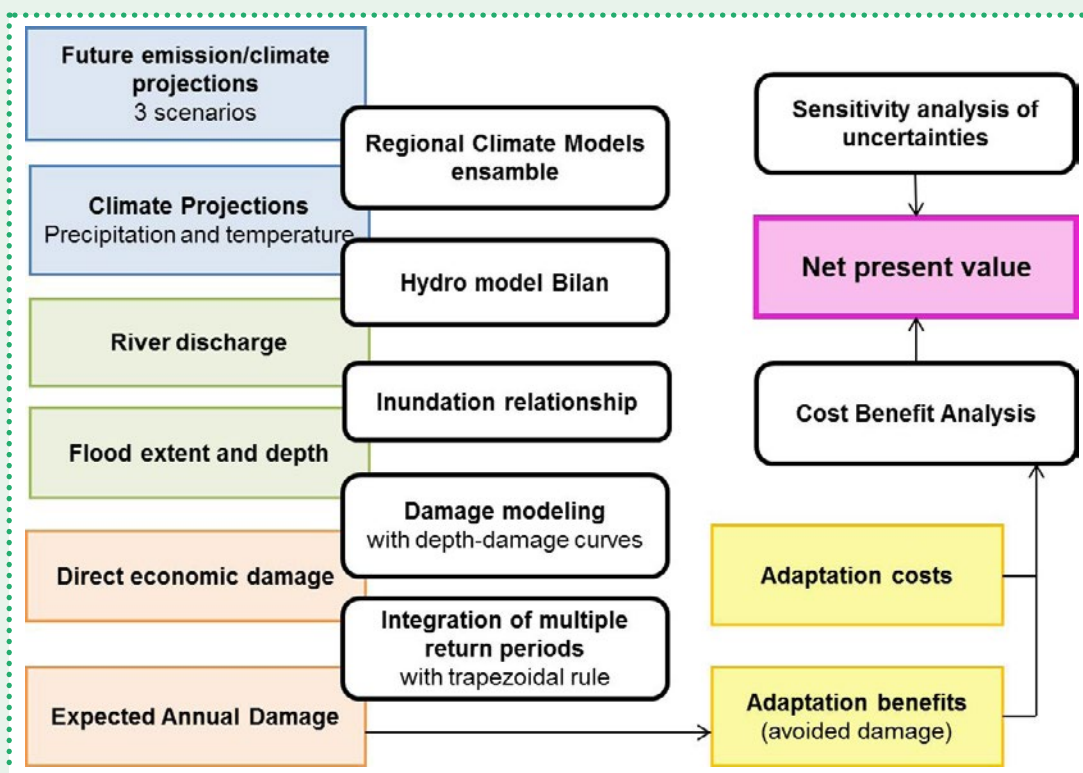 Future emission/climate
projections
3 scenarios
Regional Climate Models
ensamble
Climate Projections
Precipitation and temperature
Hydro model Bilan
River discharge
Inundation relationship
Flood extent and depth
Damage modeling
with depth-damage curves
Direct economic damage
Integration of multiple
return periods
with trapezoidal rule
Expected Annual Damage
Sensitivity analysis of
uncertainties
Net present value
Cost Benefit Analysis
Adaptation costs
Adaptation benefits
(avoided damage)